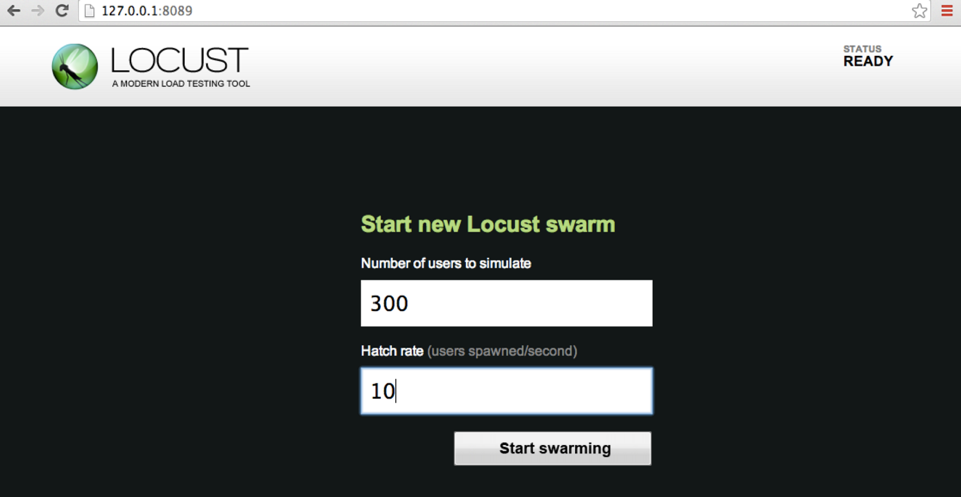 127.0.0.1:8089
LOCUST
A MODERN LOAD TESTING TOOL
STATUS
READY
Start new Locust swarm
Number of users to simulate
300
Hatch rate (users spawned/second)
10
Start swarming